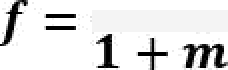 f =
1 + m